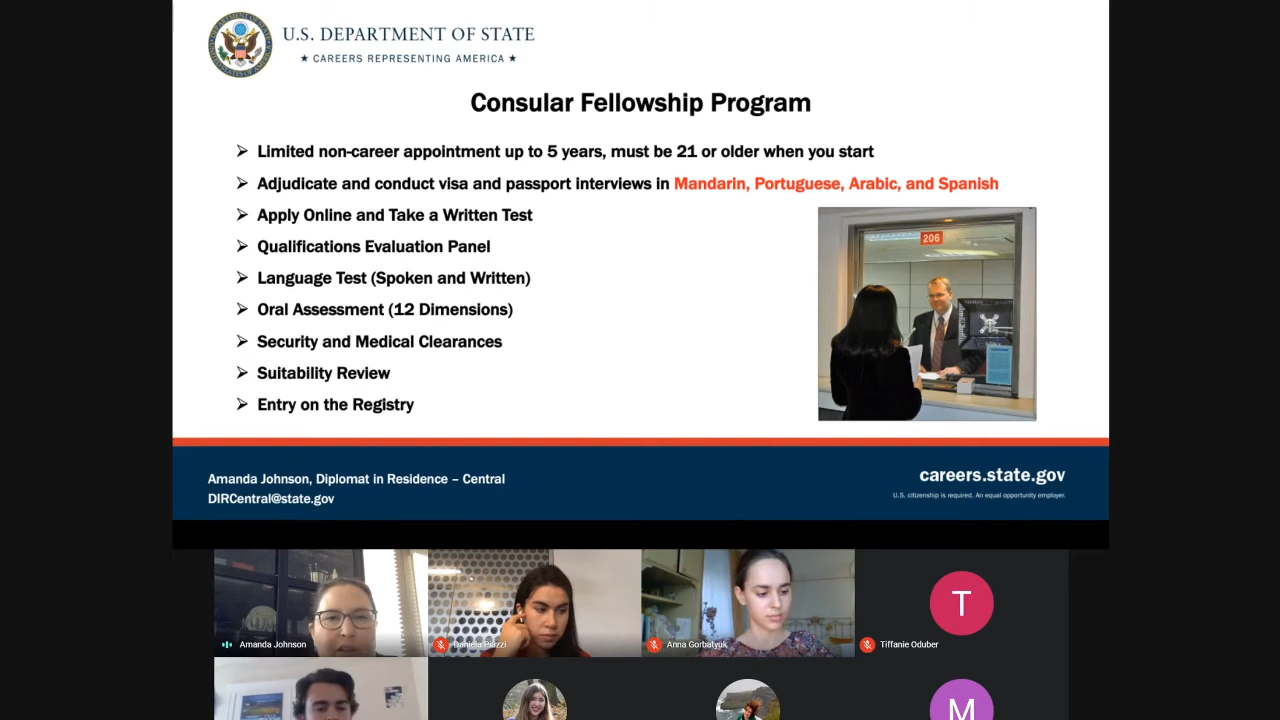 U.S. DEPARTMENT OF STATE
★ CAREERS REPRESENTING AMERICA ★
Consular Fellowship Program
➢ Limited non-career appointment up to 5 years, must be 21 or older when you start
➢ Adjudicate and conduct visa and passport interviews in Mandarin, Portuguese, Arabic, and Spanish
➢ Apply Online and Take a Written Test
➢ Qualifications Evaluation Panel
➢ Language Test (Spoken and Written)
➢ Oral Assessment (12 Dimensions)
➢ Security and Medical Clearances
➢ Suitability Review
➢ Entry on the Registry
206
Amanda Johnson, Diplomat in Residence – Central
DIRCentral@state.gov
careers.state.gov
U.S. citizenship is required. An equal opportunity employer.
Amanda Johnson
Daniela Piazzi
Anna Gorbatyuk
T
Tiffanie Oduber
M